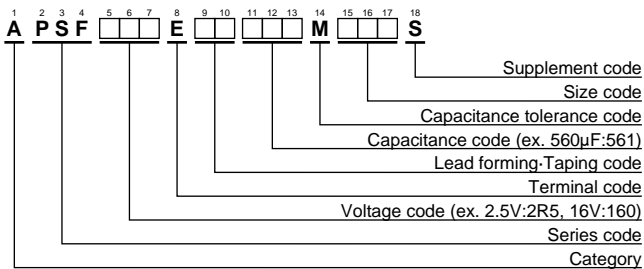 1 2 3 4 5 6 7 8 9 10 11 12 13 14 15 16 17 18
A P S F E M S
Supplement code
Size code
Capacitance tolerance code
Capacitance code (ex. 560µF:561)
Lead forming·Taping code
Terminal code
Voltage code (ex. 2.5V:2R5, 16V:160)
Series code
Category